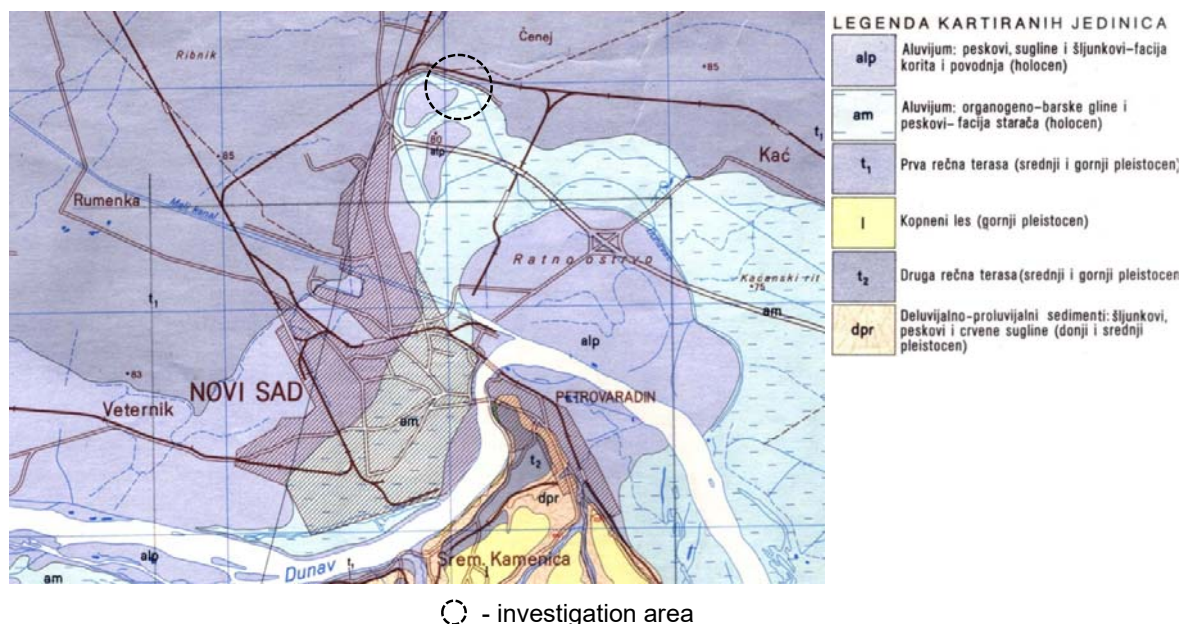 LEGENDA KARTIRANIH JEDINICA
alp
Aluvijum: peskovi, sugline i šljunkovi-facija
korita i povodnja (holocen)
am
Aluvijum: organogeno-barske gline i
peskovi- facija starača (holocen)
t₁
Prva rečna terasa (srednji i gornji pleistocen)
l
Kopneni les (gornji pleistocen)
t₂
Druga rečna terasa (srednji i gornji pleistocen
dpr
Deluvijalno-proluvijalni sedimenti: šljunkovi,
peskovi i crvene sugline (donji i srednji
pleistocen)
Ribnik
Čenej
85
85
80
alp
t₁
Kać
Rumenka
Mali kanal
Ratno ostrvo
Kaćenski rit
75
t₁
am
alp
83
NOVI SAD
PETROVARADIN
Veternik
am
t₂
dpr
alp
t₁
Srem. Kamenica
l
am
Dunav
- investigation area